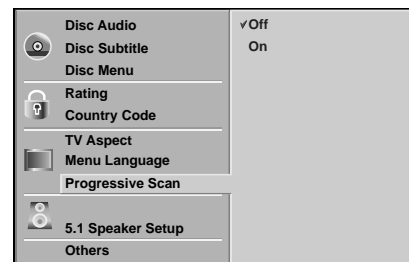 Disc Audio
Disc Subtitle
Disc Menu
Rating
Country Code
TV Aspect
Menu Language
Progressive Scan
5.1 Speaker Setup
Others
✓Off
On